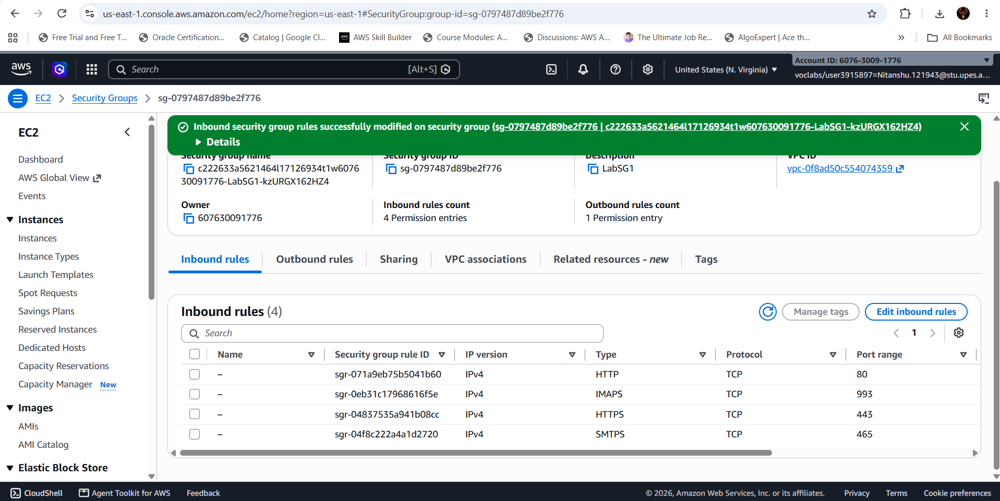 us-east-1.console.aws.amazon.com/ec2/home?region=us-east-1#SecurityGroup:group-id=sg-0797487d89be2f776
Free Trial and Free T...
Oracle Certification...
Catalog | Google Cl...
aws
AWS Skill Builder
Course Modules: A...
Discussions: AWS A...
The Ultimate Job Re...
AlgoExpert | Ace th...
»
All Bookmarks
aws
Search
[Alt+S]
United States (N. Virginia)
Account ID: 6076-3009-1776
voclabs/user3915897=Nitanshu.121943@stu.upes.a...
EC2
Security Groups
sg-0797487d89be2f776
EC2
Dashboard
AWS Global View
Events
Instances
Instances
Instance Types
Launch Templates
Spot Requests
Savings Plans
Reserved Instances
Dedicated Hosts
Capacity Reservations
Capacity Manager New
Images
AMIs
AMI Catalog
Elastic Block Store
Inbound security group rules successfully modified on security group (sg-0797487d89be2f776 | c222633a5621464l17126934t1w607630091776-LabSG1-kzURGX162HZ4)
Details
Security group name
c222633a5621464l17126934t1w6076
30091776-LabSG1-kzURGX162HZ4
Security group ID
sg-0797487d89be2f776
Description
LabSG1
VPC ID
vpc-0f8ad50c554074359
Owner
607630091776
Inbound rules count
4 Permission entries
Outbound rules count
1 Permission entry
Inbound rules
Outbound rules
Sharing
VPC associations
Related resources - new
Tags
Inbound rules (4)
Manage tags
Edit inbound rules
Search
1
Name Security group rule ID IP version Type Protocol Port range
– sgr-071a9eb75b5041b60 IPv4 HTTP TCP 80
– sgr-0eb31c17968616f5e IPv4 IMAPS TCP 993
– sgr-04837535a941b08cc IPv4 HTTPS TCP 443
– sgr-04f8c222a4a1d2720 IPv4 SMTPS TCP 465
CloudShell
Agent Toolkit for AWS
Feedback
© 2026, Amazon Web Services, Inc. or its affiliates.
Privacy
Terms
Cookie preferences